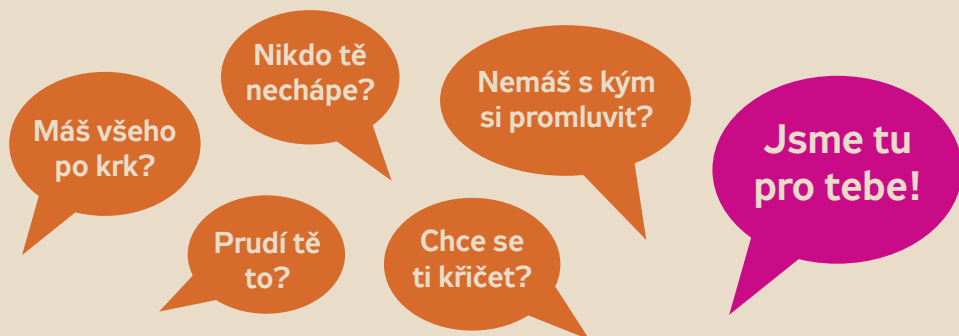 Máš všeho
po krk?
Nikdo tě
nechápe?
Nemáš s kým
si promluvit?
Jsme tu
pro tebe!
Prudí tě
to?
Chce se
ti křičet?